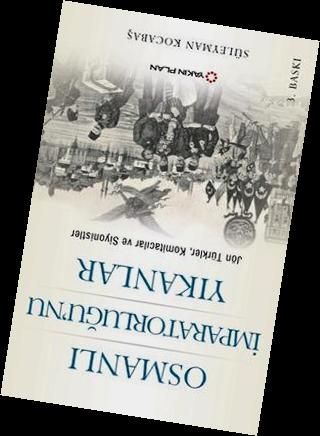 OSMANLI
İMPARATORLUĞU'NU
YIKANLAR
Jön Türkler, Komitacılar ve Siyonistler
YAKIN PLAN
3. BASKI
SÜLEYMAN KOCABAŞ